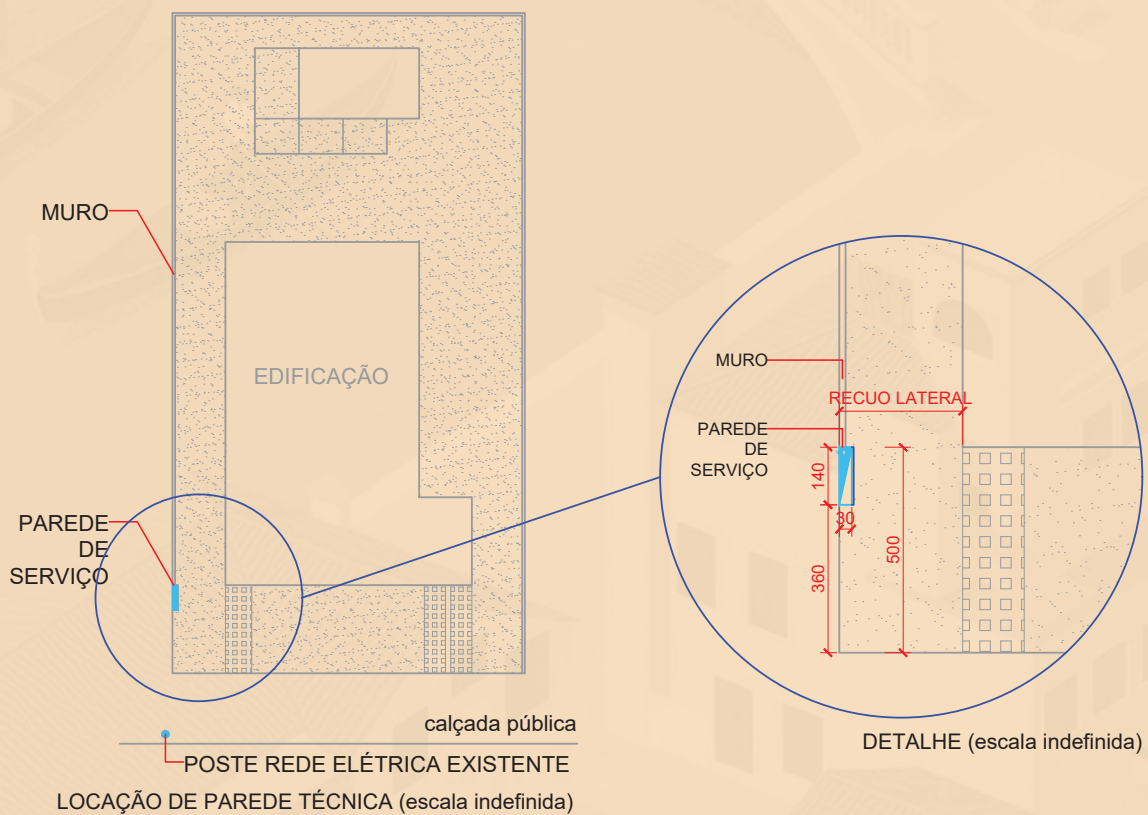 MURO
EDIFICAÇÃO
PAREDE
DE
SERVIÇO
calçada pública
POSTE REDE ELÉTRICA EXISTENTE
LOCAÇÃO DE PAREDE TÉCNICA (escala indefinida)
MURO
RECUO LATERAL
PAREDE
DE
SERVIÇO
140
30
360
500
DETALHE (escala indefinida)